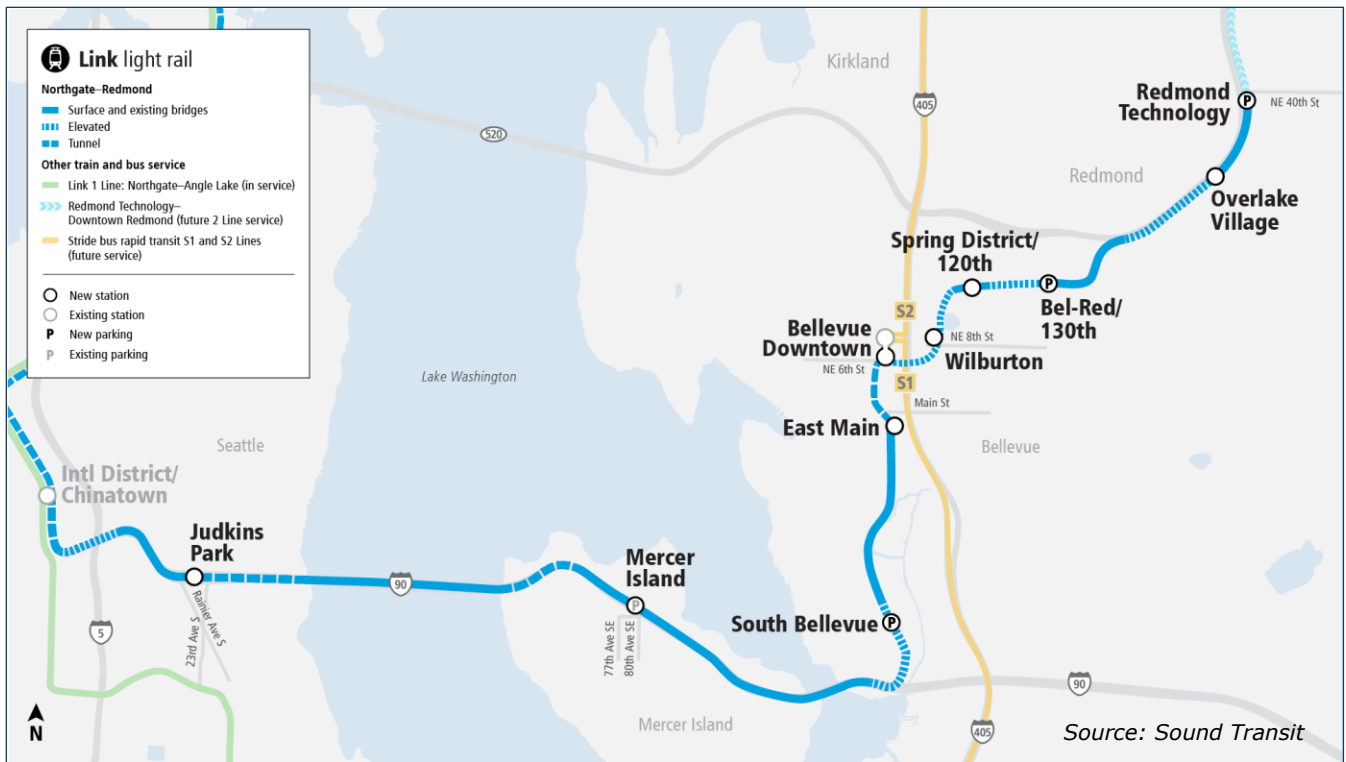 Link light rail
Northgate–Redmond
Surface and existing bridges
Elevated
Tunnel
Other train and bus service
Link 1 Line: Northgate–Angle Lake (in service)
Redmond Technology–
Downtown Redmond (future 2 Line service)
Stride bus rapid transit S1 and S2 Lines
(future service)
New station
Existing station
P New parking
P Existing parking
Kirkland
405
520
Redmond
Technology
P
NE 40th St
Redmond
Overlake
Village
Spring District/
120th
P
Bel-Red/
130th
S2
Bellevue
Downtown
NE 8th St
Wilburton
NE 6th St
S1
Main St
East Main
Bellevue
Lake Washington
Seattle
Intl District/
Chinatown
Judkins
Park
90
Mercer
Island
P
5
23rd Ave S
Rainier Ave S
77th Ave SE
80th Ave SE
South Bellevue
P
90
Mercer Island
405
N
Source: Sound Transit